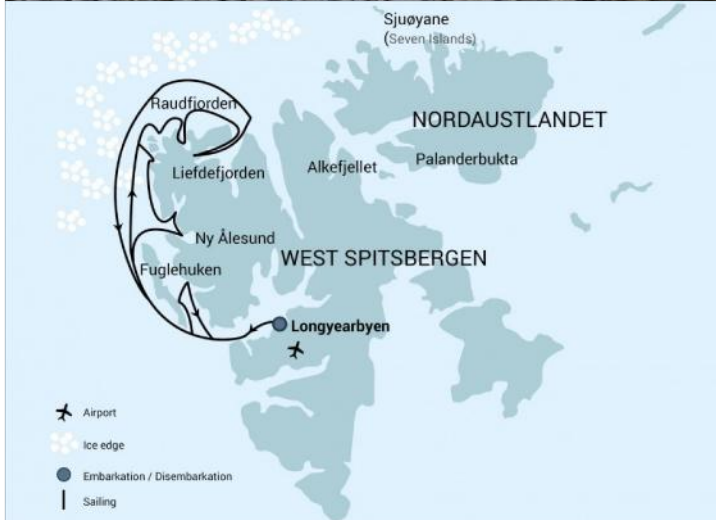 Sjuøyane
(Seven Islands)
Raudfjorden
NORDAUSTLANDET
Liefdefjorden
Alkefjellet
Palanderbukta
Ny Ålesund
WEST SPITSBERGEN
Fuglehuken
Longyearbyen
Airport
Ice edge
Embarkation / Disembarkation
Sailing